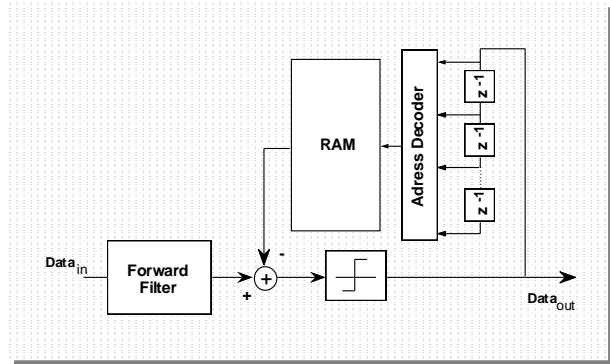 RAM
Adress Decoder
z -1
z -1
z -1
Data in
Forward
Filter
+
+
-
Data out